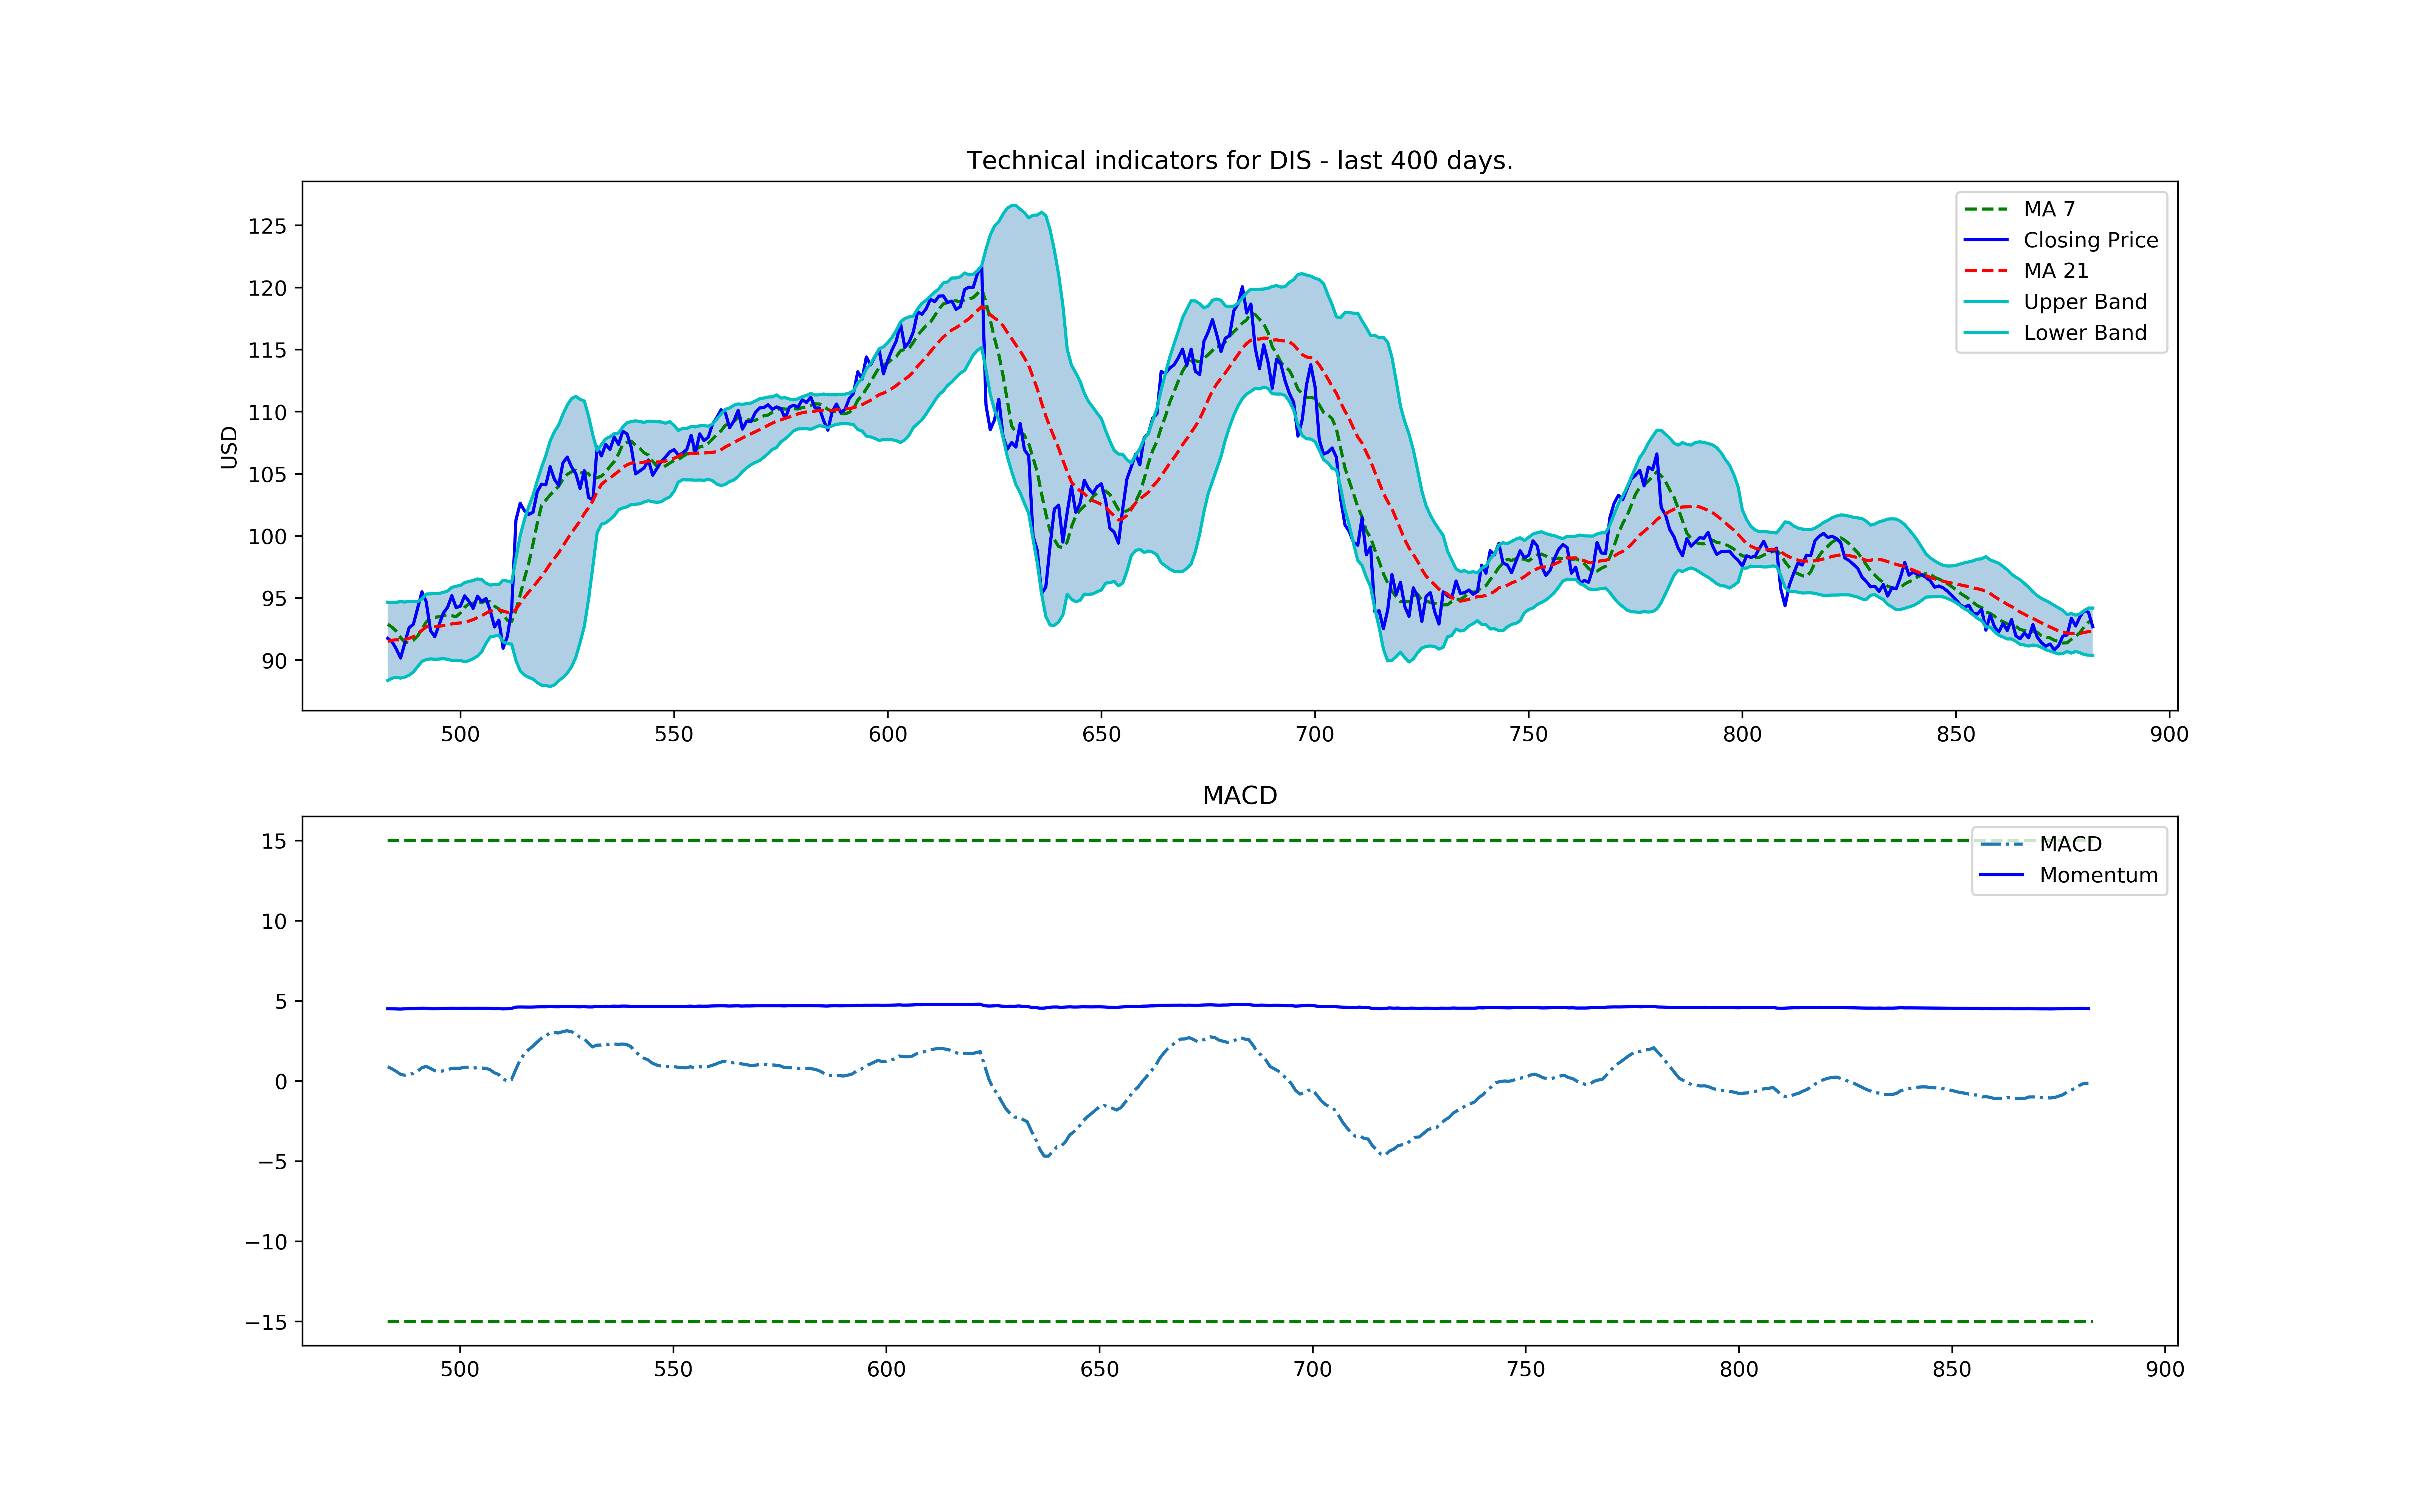 Technical indicators for DIS - last 400 days.
USD
125
120
115
110
105
100
95
90
MA 7
Closing Price
MA 21
Upper Band
Lower Band
500 550 600 650 700 750 800 850 900
MACD
15
10
5
0
−5
−10
−15
MACD
Momentum
500 550 600 650 700 750 800 850 900